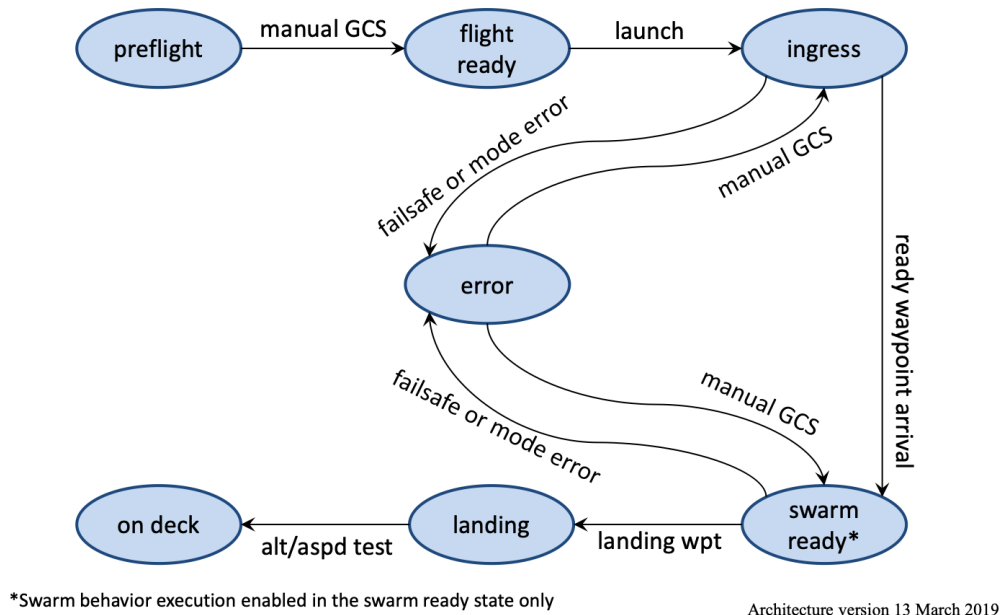 preflight
manual GCS
flight
ready
launch
ingress
failsafe or mode error
manual GCS
error
ready waypoint arrival
failsafe or mode error
manual GCS
on deck
alt/aspd test
landing
landing wpt
swarm
ready*
*Swarm behavior execution enabled in the swarm ready state only
Architecture version 13 March 2019